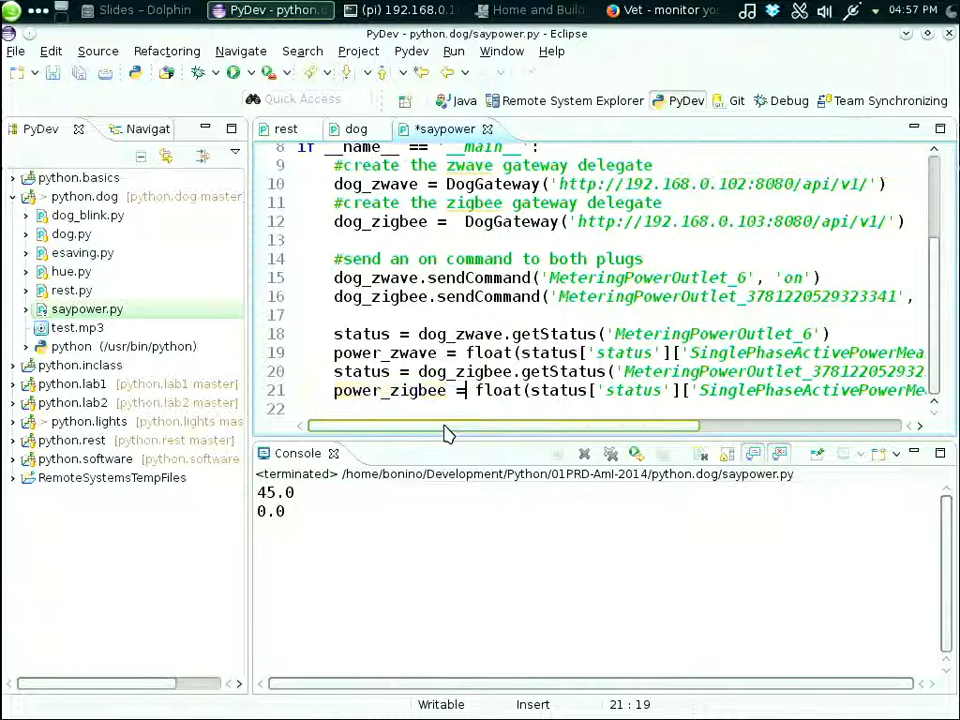 Slides – Dolphin
PyDev - python.
(pi) 192.168.0.1
Home and Buil
Vet - monitor yo
04:57 PM
PyDev - python.dog/saypower.py - Eclipse
File Edit Source Refactoring Navigate Search Project Pydev Run Window Help
Quick Access
Java
Remote System Explorer
PyDev
Git
Debug
Team Synchronizing
PyDev
Navigat
python.basics
> python.dog [python.dog master]
dog_blink.py
dog.py
esaving.py
hue.py
rest.py
saypower.py
test.mp3
python (/usr/bin/python)
python.inclass
python.lab1 [python.lab1 master]
python.lab2 [python.lab2 master]
> python.lights [python.lights mas
python.rest [python.rest master]
python.software [python.software
RemoteSystemsTempFiles
rest
dog
*saypower
8 if __name__ == '__main__':
9 #create the zwave gateway delegate
10 dog_zwave = DogGateway('http://192.168.0.102:8080/api/v1/')
11 #create the zigbee gateway delegate
12 dog_zigbee = DogGateway('http://192.168.0.103:8080/api/v1/')
13
14 #send an on command to both plugs
15 dog_zwave.sendCommand('MeteringPowerOutlet_6', 'on')
16 dog_zigbee.sendCommand('MeteringPowerOutlet_3781220529323341',
17
18 status = dog_zwave.getStatus('MeteringPowerOutlet_6')
19 power_zwave = float(status['status']['SinglePhaseActivePowerMea
20 status = dog_zigbee.getStatus('MeteringPowerOutlet_378122052932
21 power_zigbee = float(status['status']['SinglePhaseActivePowerMe
22
Console
<terminated> /home/bonino/Development/Python/01PRD-AmI-2014/python.dog/saypower.py
45.0
0.0
Writable
Insert
21 : 19